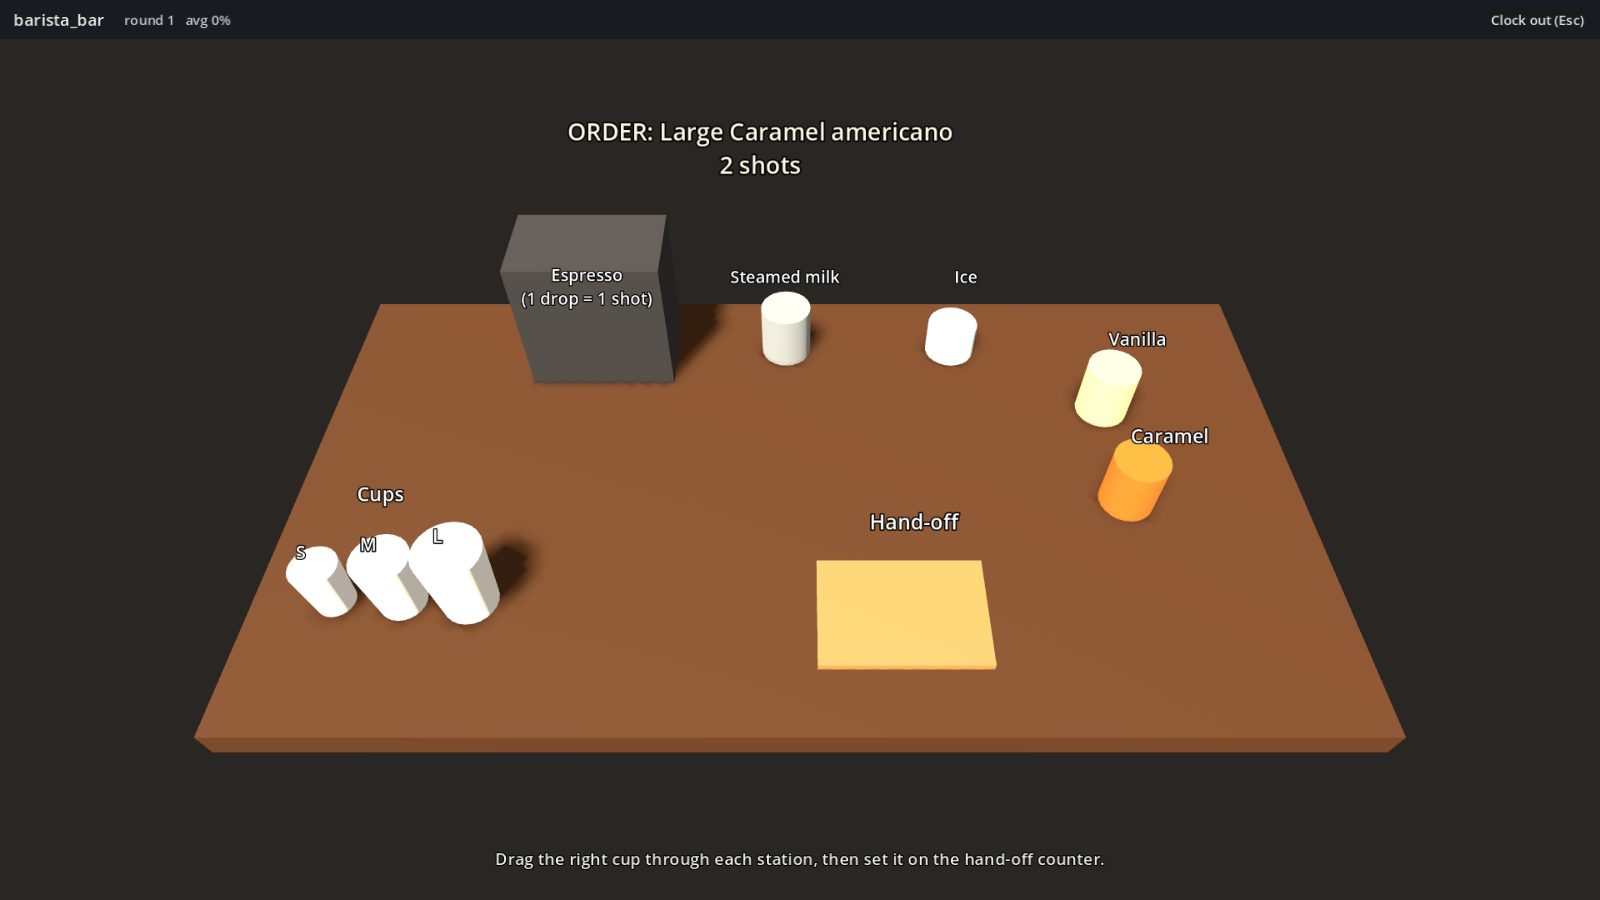 barista_bar round 1 avg 0% Clock out (Esc)
ORDER: Large Caramel americano
2 shots
Espresso
(1 drop = 1 shot)
Steamed milk
Ice
Vanilla
Caramel
Cups
S
M
L
Hand-off
Drag the right cup through each station, then set it on the hand-off counter.